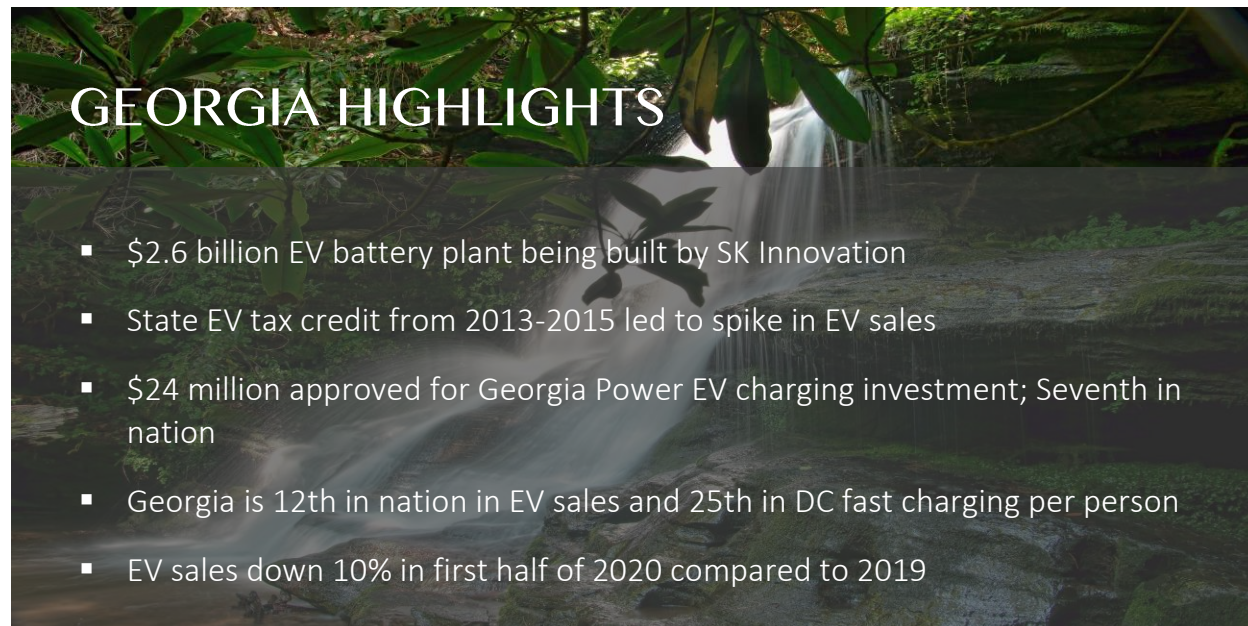 GEORGIA HIGHLIGHTS
▪ $2.6 billion EV battery plant being built by SK Innovation
▪ State EV tax credit from 2013-2015 led to spike in EV sales
▪ $24 million approved for Georgia Power EV charging investment; Seventh in
nation
▪ Georgia is 12th in nation in EV sales and 25th in DC fast charging per person
▪ EV sales down 10% in first half of 2020 compared to 2019